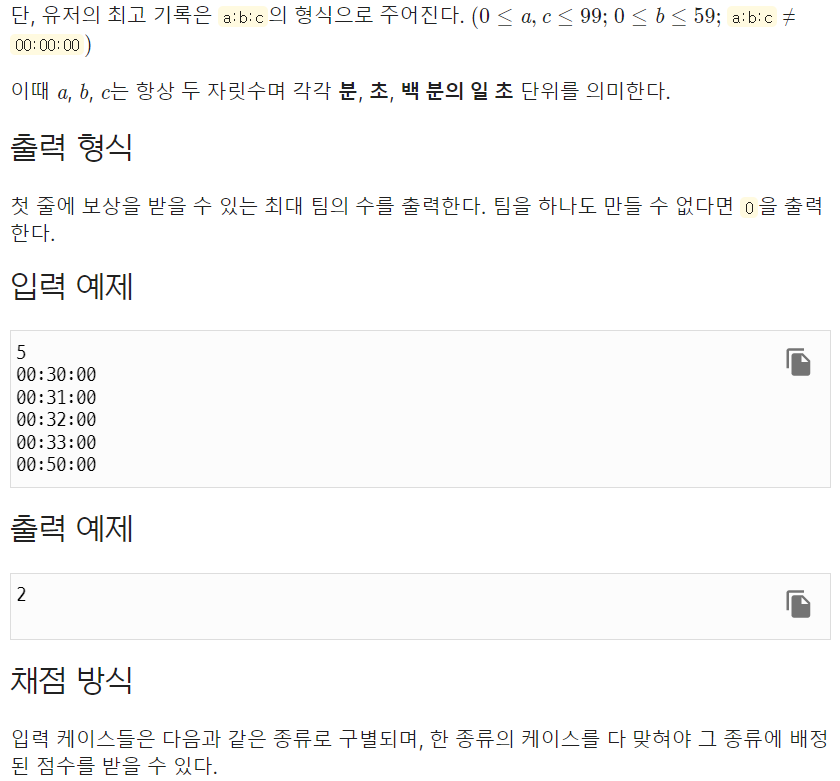 단, 유저의 최고 기록은 a:b:c의 형식으로 주어진다. (0 ≤ a, c ≤ 99; 0 ≤ b ≤ 59; a:b:c ≠
00:00:00)
이때 a, b, c는 항상 두 자릿수며 각각 분, 초, 백 분의 일 초 단위를 의미한다.
출력 형식
첫 줄에 보상을 받을 수 있는 최대 팀의 수를 출력한다. 팀을 하나도 만들 수 없다면 0을 출력
한다.
입력 예제
5
00:30:00
00:31:00
00:32:00
00:33:00
00:50:00
출력 예제
2
채점 방식
입력 케이스들은 다음과 같은 종류로 구별되며, 한 종류의 케이스를 다 맞혀야 그 종류에 배정
된 점수를 받을 수 있다.